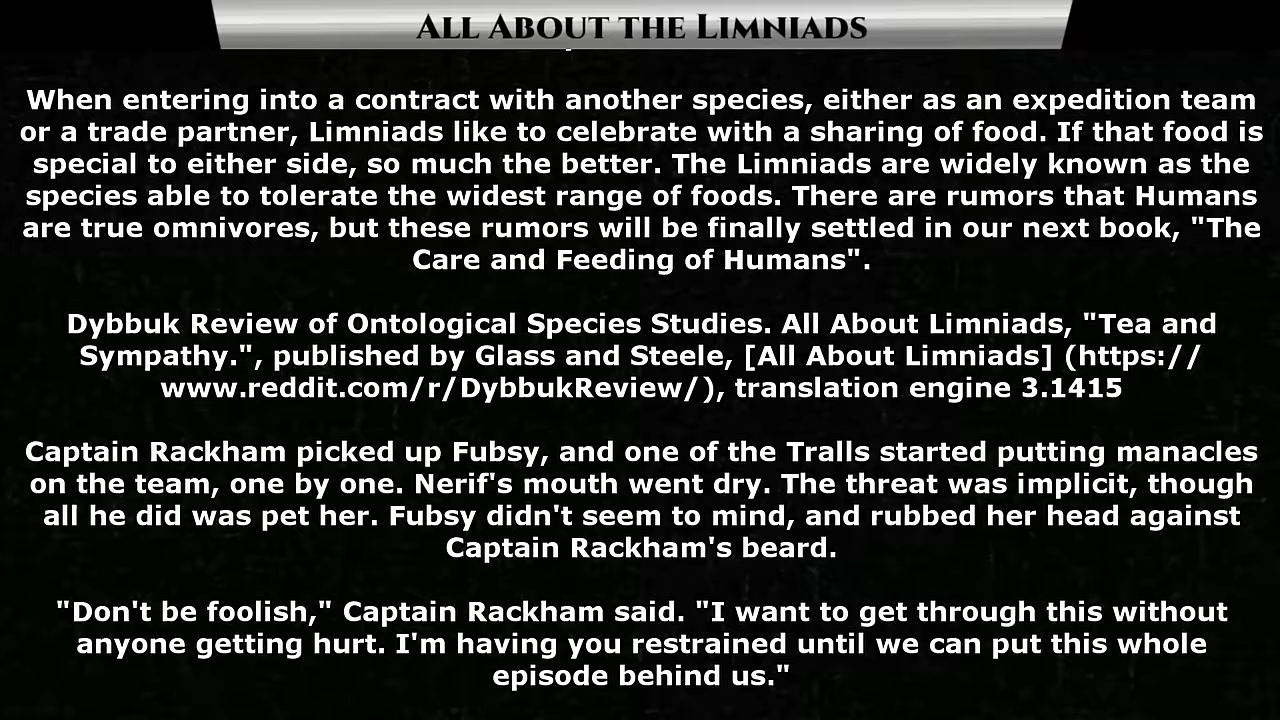 All About the Limniads
When entering into a contract with another species, either as an expedition team
or a trade partner, Limniads like to celebrate with a sharing of food. If that food is
special to either side, so much the better. The Limniads are widely known as the
species able to tolerate the widest range of foods. There are rumors that Humans
are true omnivores, but these rumors will be finally settled in our next book, "The
Care and Feeding of Humans".
Dybbuk Review of Ontological Species Studies. All About Limniads, "Tea and
Sympathy.", published by Glass and Steele, [All About Limniads] (https://
www.reddit.com/r/DybbukReview/), translation engine 3.1415
Captain Rackham picked up Fubsy, and one of the Tralls started putting manacles
on the team, one by one. Nerif's mouth went dry. The threat was implicit, though
all he did was pet her. Fubsy didn't seem to mind, and rubbed her head against
Captain Rackham's beard.
"Don't be foolish," Captain Rackham said. "I want to get through this without
anyone getting hurt. I'm having you restrained until we can put this whole
episode behind us."